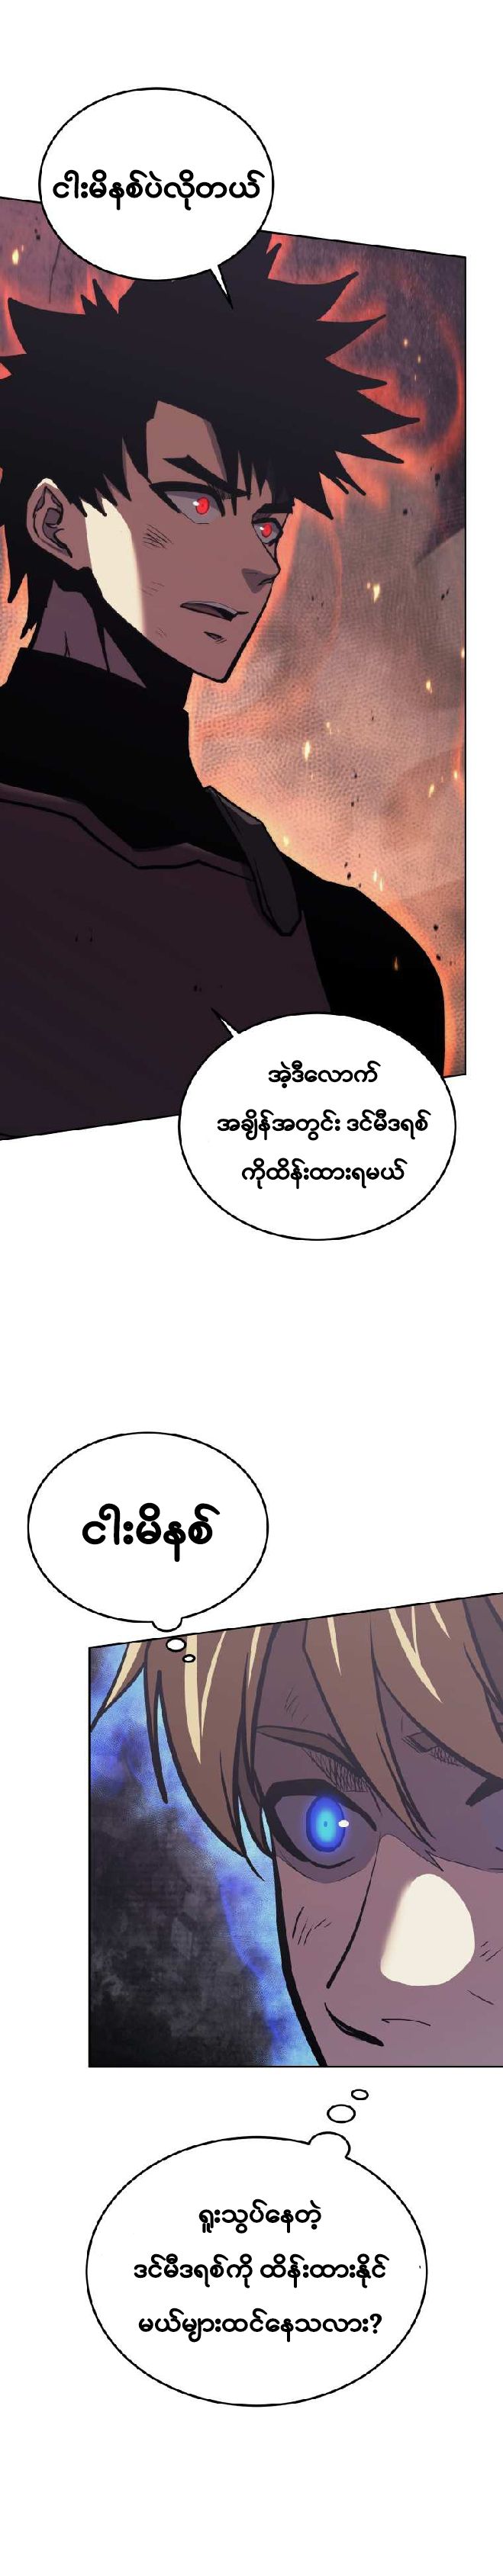 ငါးမိနစ်ပဲလိုတယ်
အဲ့ဒီလောက်
အချိန်အတွင်း ဒင်မီဒရစ်
ကိုထိန်းထားရမယ်
ငါးမိနစ်
ရူးသွပ်နေတဲ့
ဒင်မီဒရစ်ကို ထိန်းထားနိုင်
မယ်များထင်နေသလား?